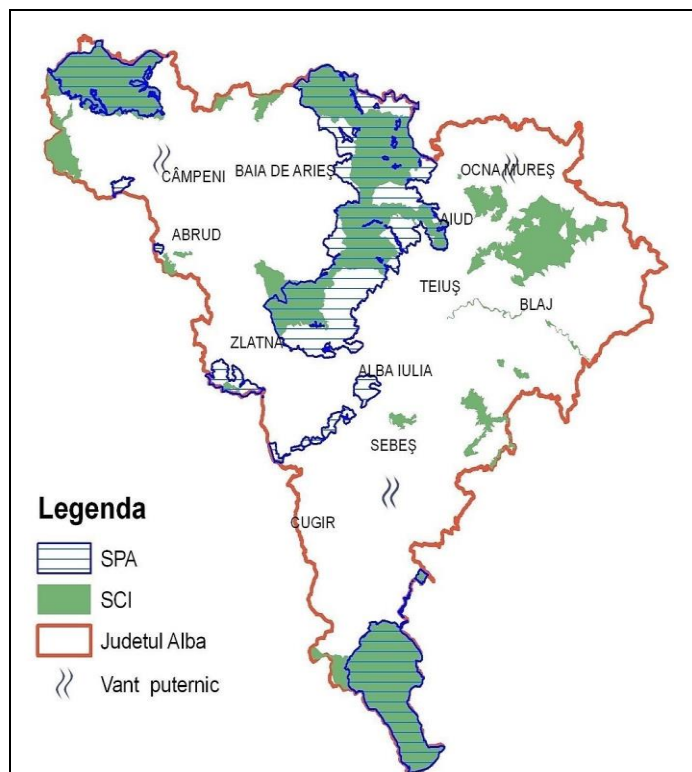 OCNA MUREŞ
CÂMPENI
BAIA DE ARIEŞ
AIUD
ABRUD
TEIUŞ
BLAJ
ZLATNA
ALBA IULIA
SEBEŞ
CUGIR
Legenda
SPA
SCI
Judetul Alba
Vant puternic